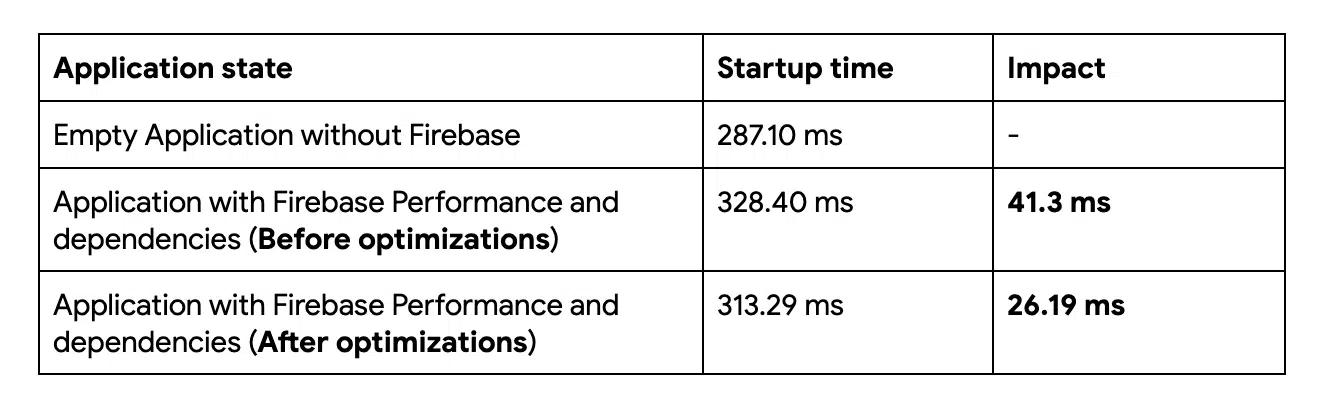 Application state Startup time Impact
Empty Application without Firebase 287.10 ms -
Application with Firebase Performance and 328.40 ms 41.3 ms
dependencies (Before optimizations)
Application with Firebase Performance and 313.29 ms 26.19 ms
dependencies (After optimizations)